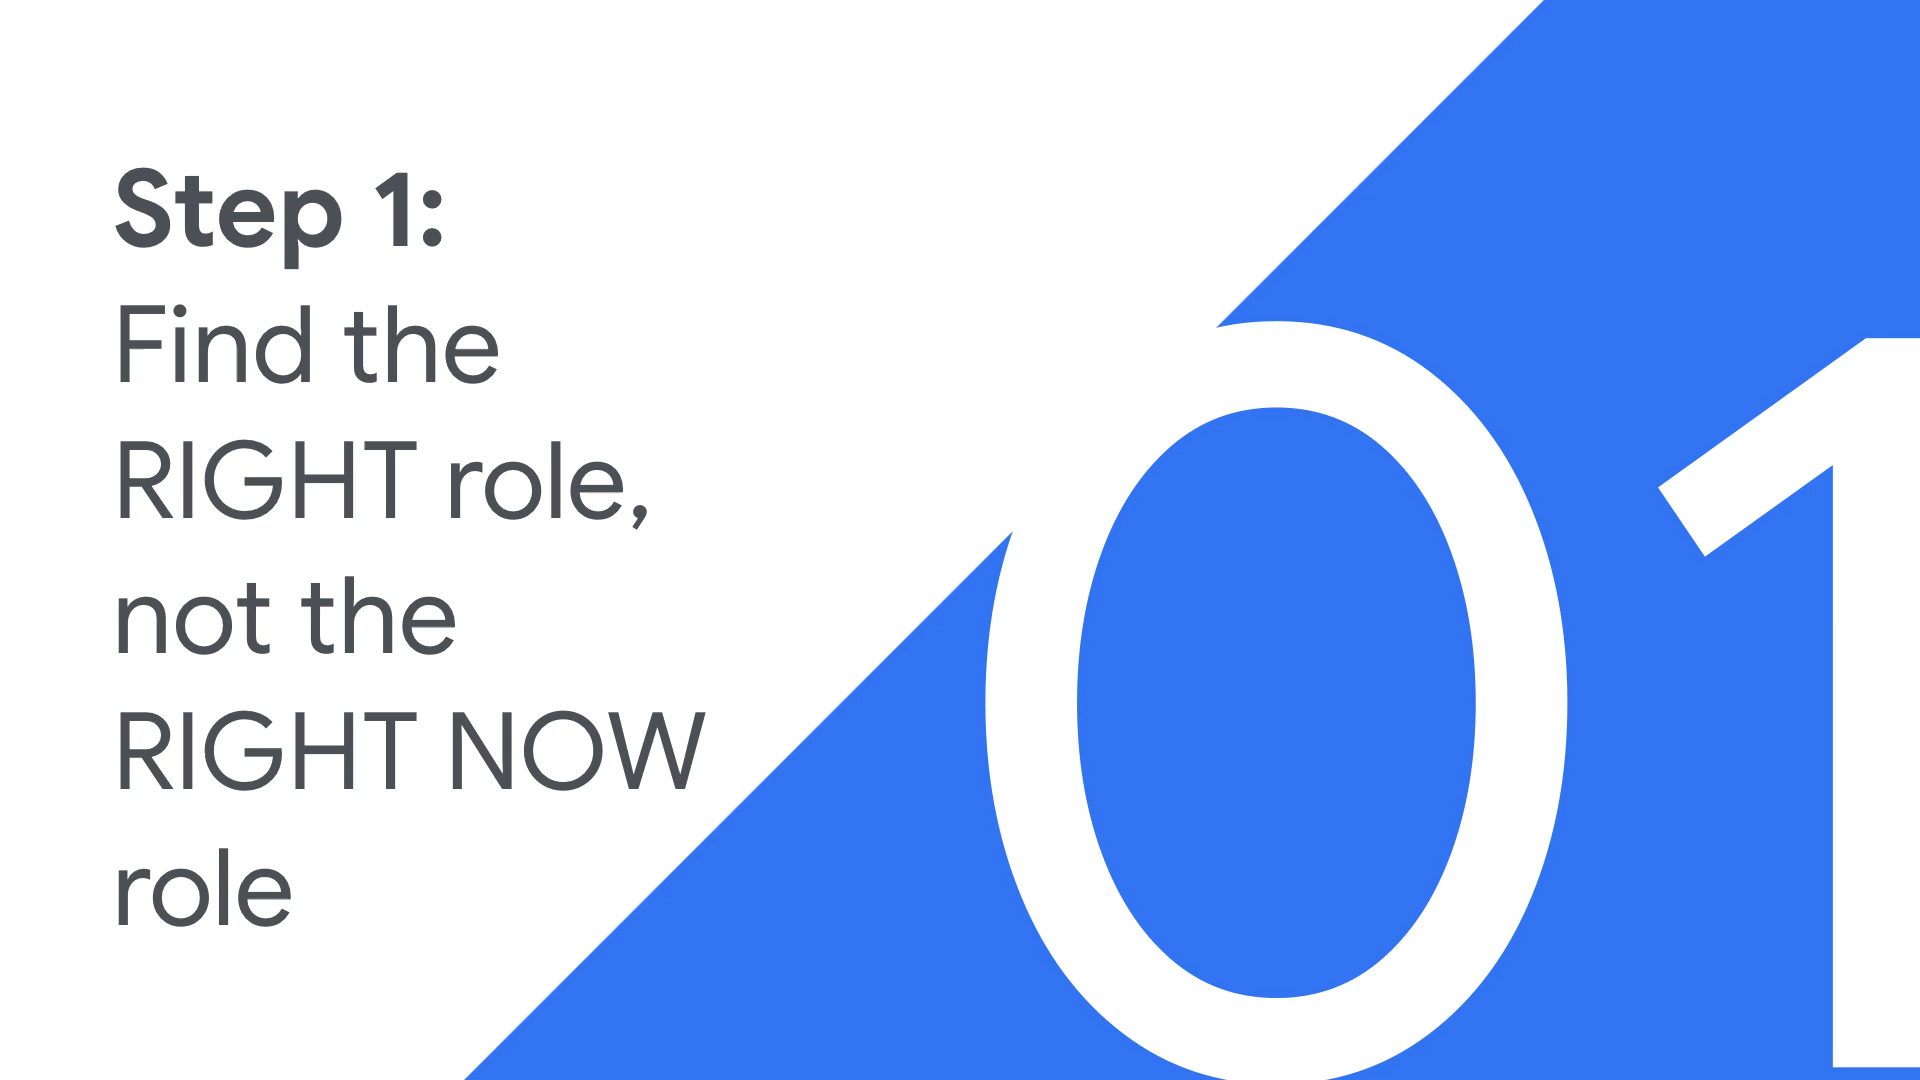 Step 1:
Find the
RIGHT role,
not the
RIGHT NOW
role
01